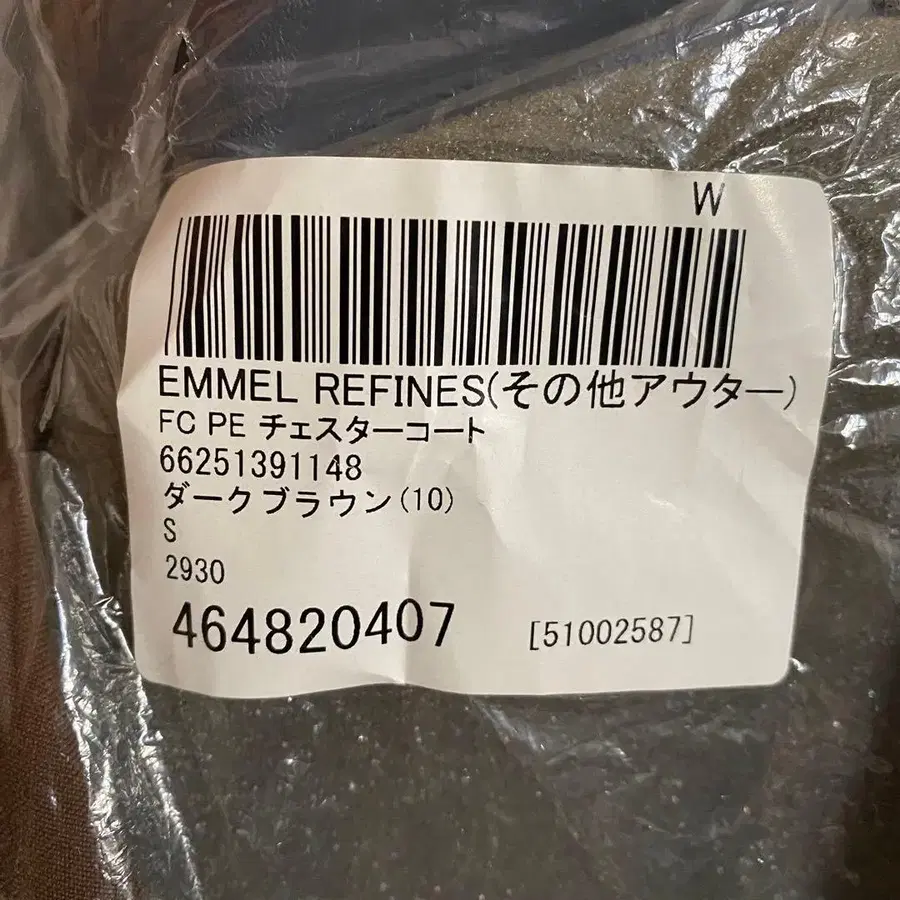 W
EMMEL REFINES(その他アウター)
FC PE チェスターコート
66251391148
ダークブラウン(10)
S
2930
464820407 [51002587]